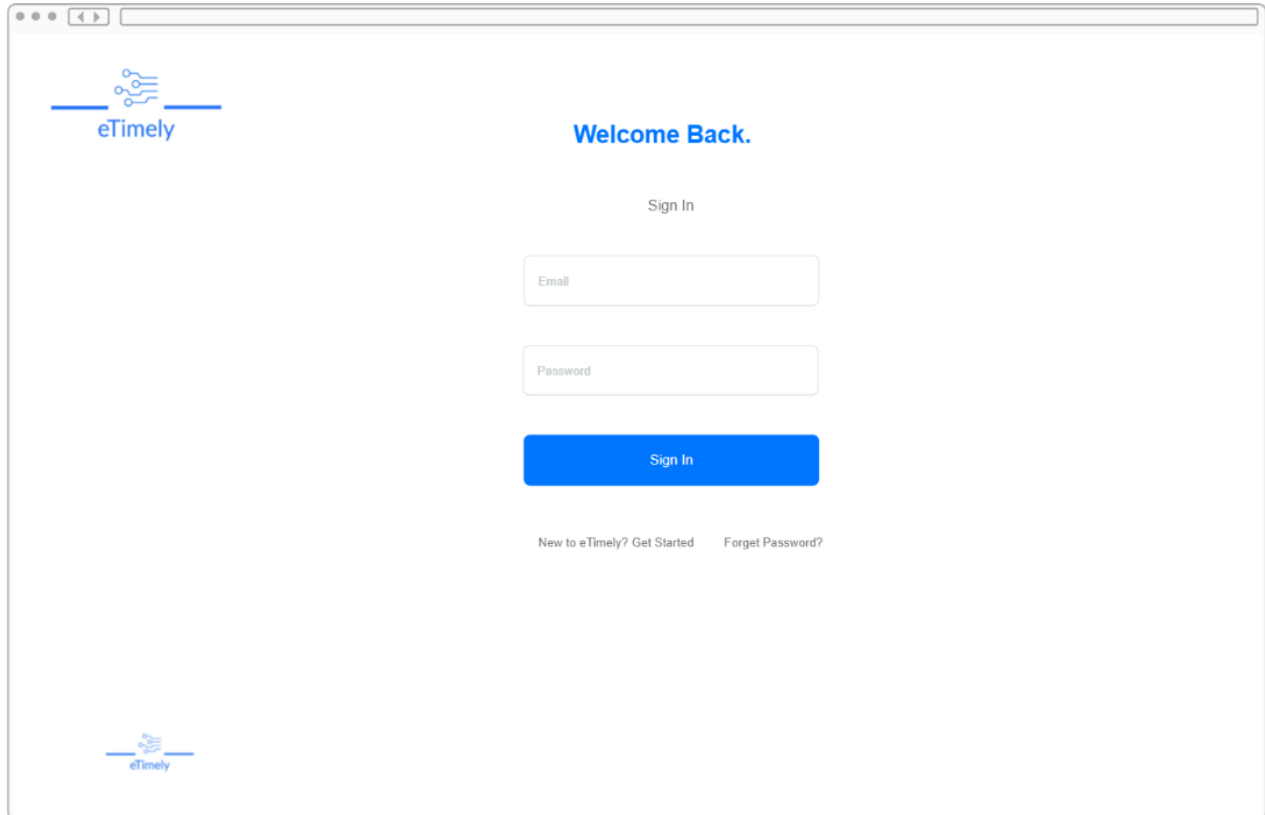 eTimely
Welcome Back.
Sign In
Email
Password
Sign In
New to eTimely? Get Started Forget Password?
eTimely